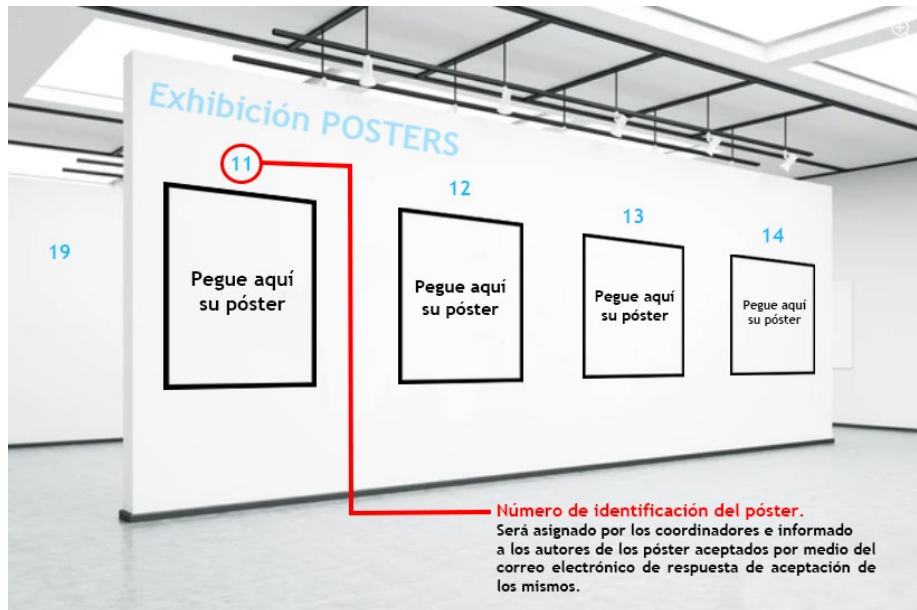 Exhibición POSTERS
11
12
13
14
19
Pegue aquí
su póster
Pegue aquí
su póster
Pegue aquí
su póster
Pegue aquí
su póster
Número de identificación del póster.
Será asignado por los coordinadores e informado
a los autores de los póster aceptados por medio del
correo electrónico de respuesta de aceptación de
los mismos.